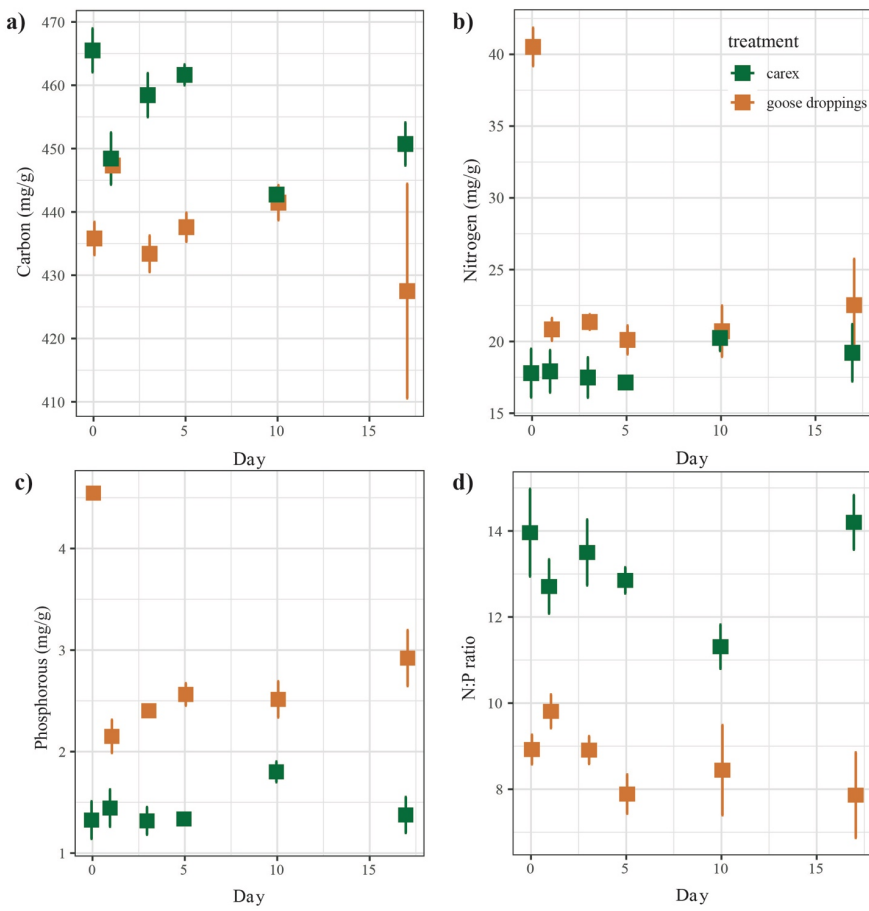 a)
470
460
450
440
430
420
410
Carbon (mg/g)
0 5 10 15
Day
b)
40
35
30
25
20
15
Nitrogen (mg/g)
treatment
carex
goose droppings
0 5 10 15
Day
c)
4
3
2
1
Phosphorous (mg/g)
0 5 10 15
Day
d)
14
12
10
8
N:P ratio
0 5 10 15
Day